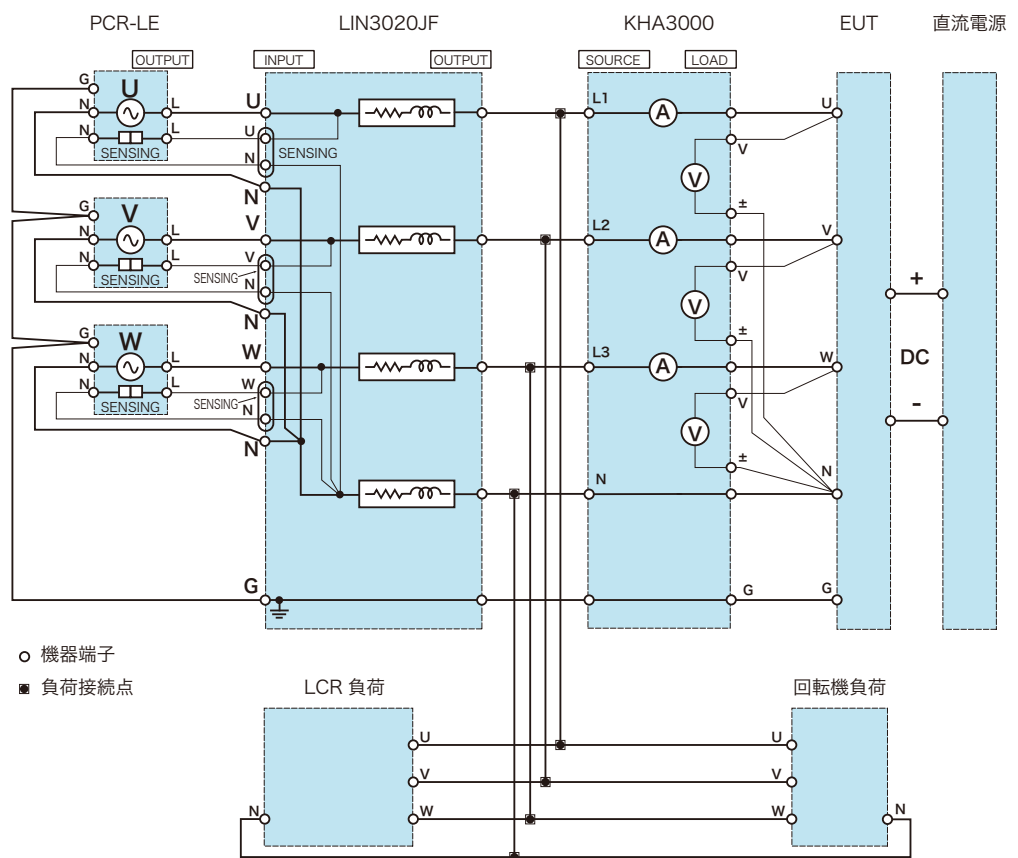 PCR-LE LIN3020JF KHA3000 EUT 直流電源
OUTPUT INPUT OUTPUT SOURCE LOAD
G
U
N L U L1 A U
N L U V
SENSING SENSING
N
V
N
±
G V V L2
N L A V
N L V V
SENSING SENSING
N
V
+
N
±
G W W L3
N L A W DC
N L W V
SENSING SENSING
N -
V
N
±
N N
G G G
機器端子
負荷接続点
LCR 負荷 回転機負荷
U U
V V
N W W N